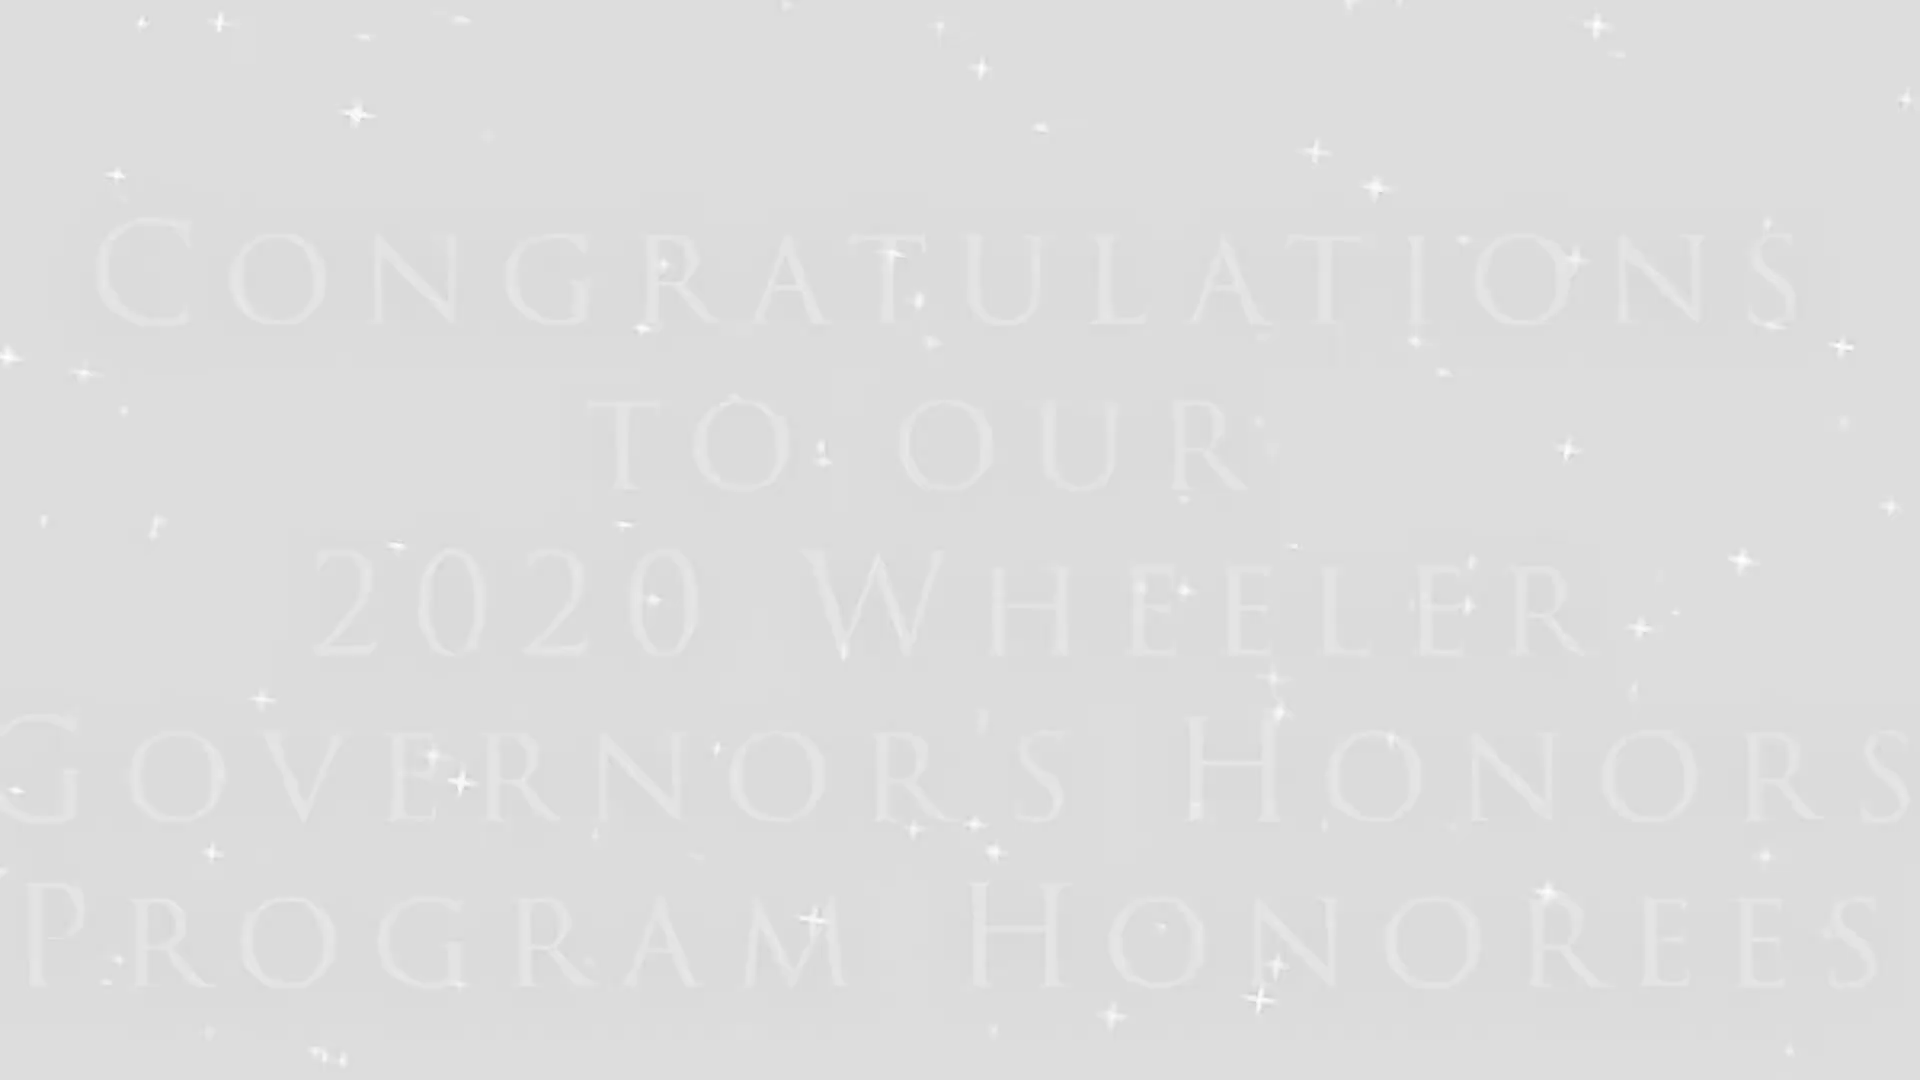 Congratulations
to our
2020 Wheeler
Governor's Honors
Program Honorees